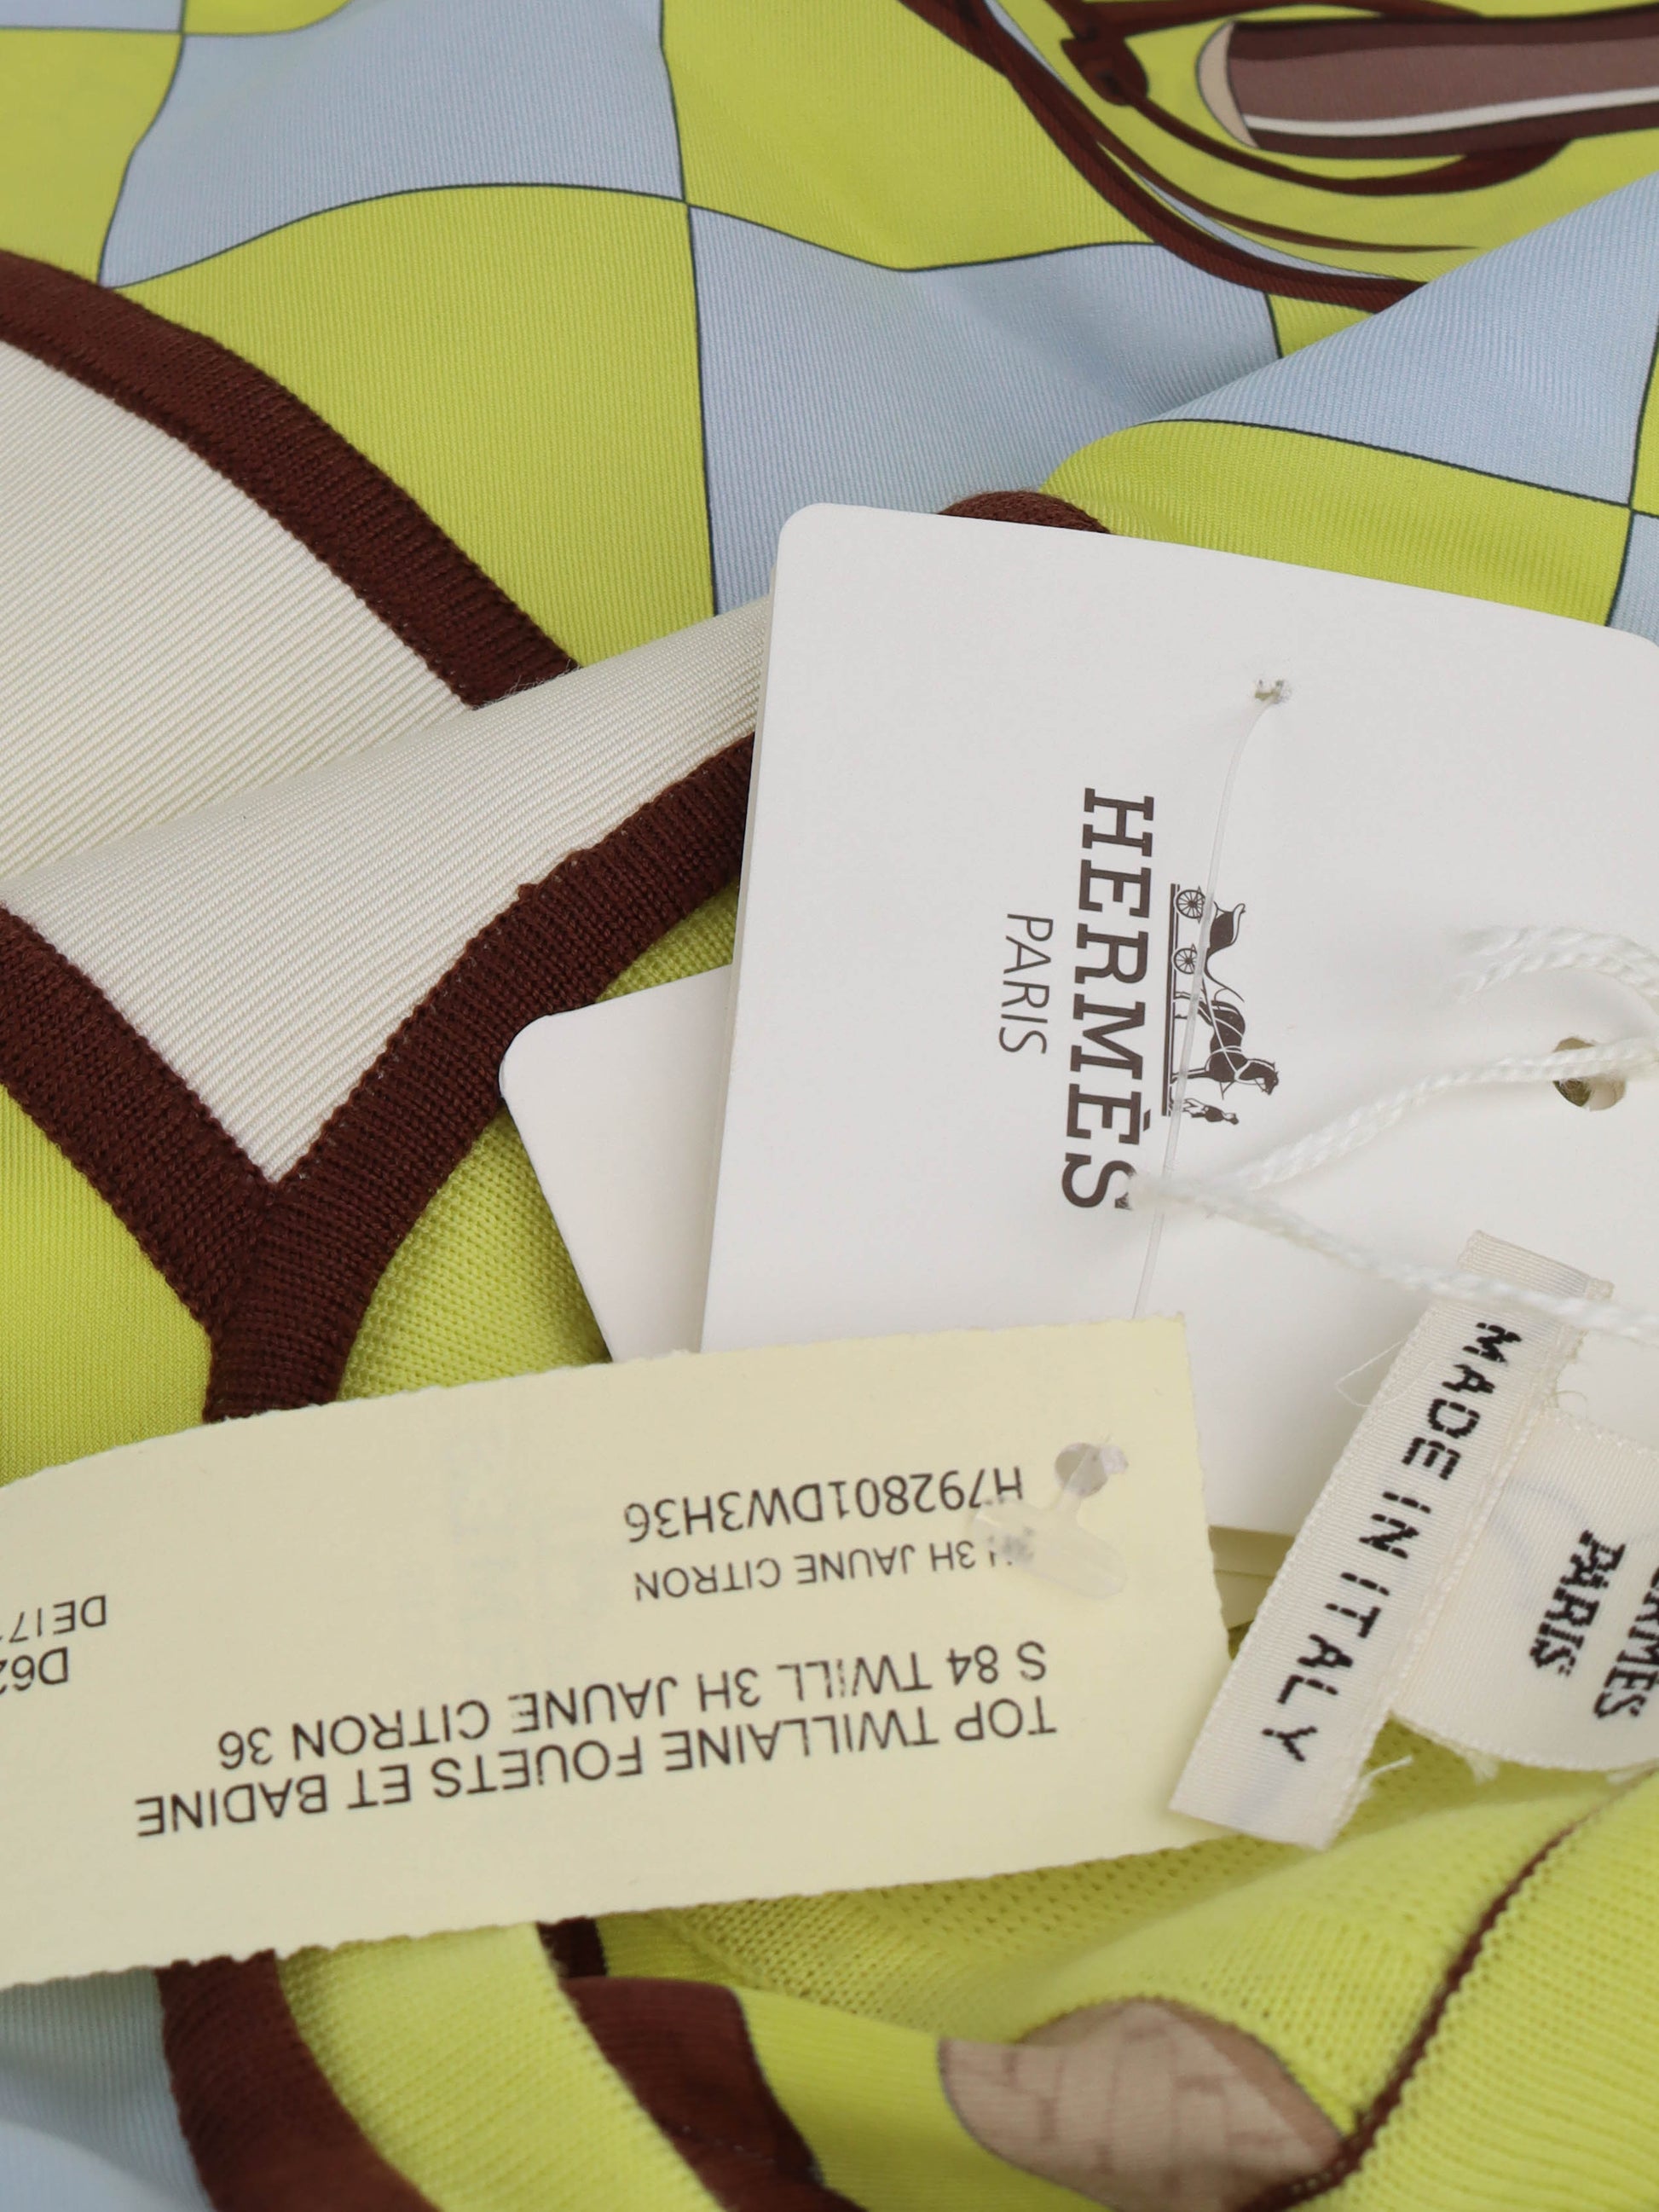 HERMÈS
PARIS
MADE IN ITALY
PARIS
H792801DW3H36
3H JAUNE CITRON
S 84 TWILL 3H JAUNE CITRON 36
TOP TWILLAINE FOUETS ET BADINE